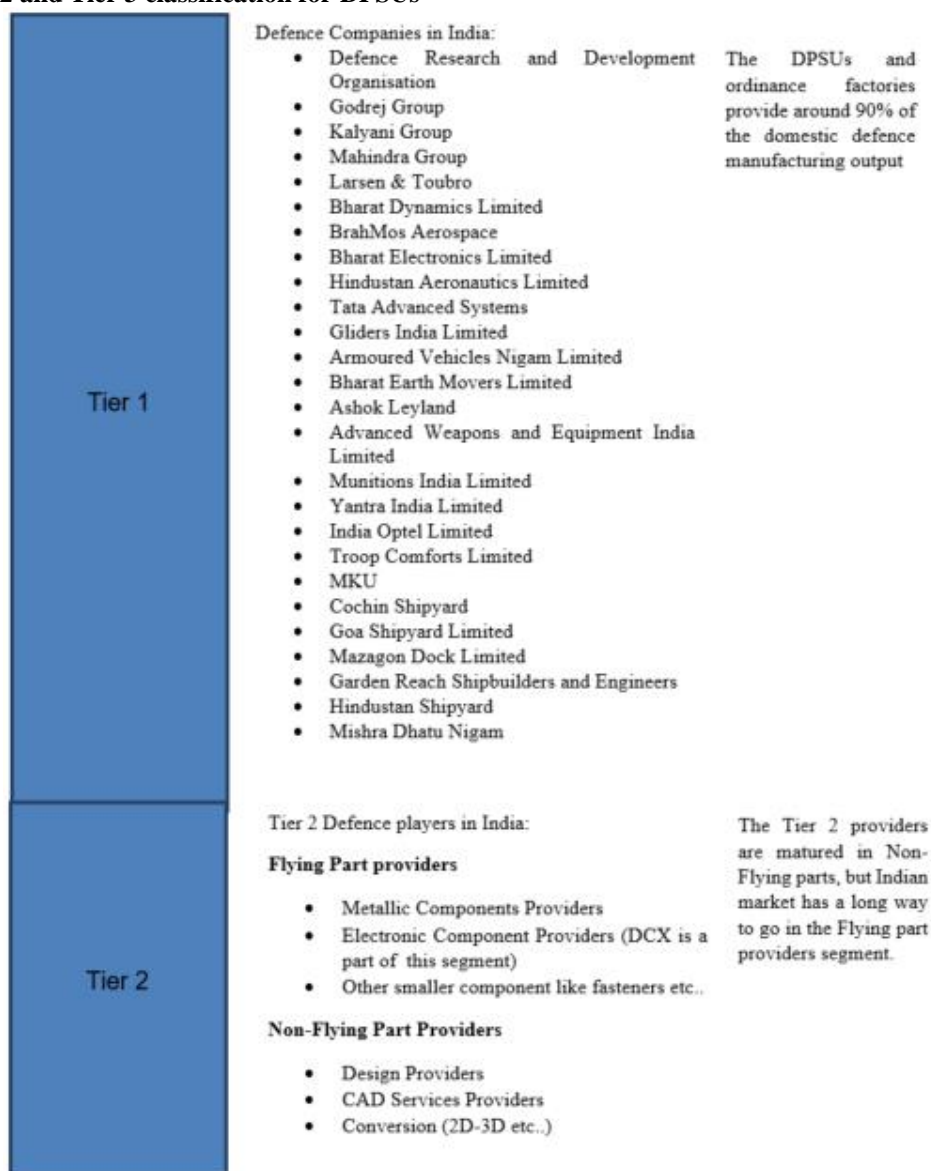 2 and Tier 3 classification for DPSUs
Tier 1
Defence Companies in India:
• Defence Research and Development
Organisation
• Godrej Group
• Kalyani Group
• Mahindra Group
• Larsen & Toubro
• Bharat Dynamics Limited
• BrahMos Aerospace
• Bharat Electronics Limited
• Hindustan Aeronautics Limited
• Tata Advanced Systems
• Gliders India Limited
• Armoured Vehicles Nigam Limited
• Bharat Earth Movers Limited
• Ashok Leyland
• Advanced Weapons and Equipment India
Limited
• Munitions India Limited
• Yantra India Limited
• India Optel Limited
• Troop Comforts Limited
• MKU
• Cochin Shipyard
• Goa Shipyard Limited
• Mazagon Dock Limited
• Garden Reach Shipbuilders and Engineers
• Hindustan Shipyard
• Mishra Dhatu Nigam
The DPSUs and
ordinance factories
provide around 90% of
the domestic defence
manufacturing output
Tier 2
Tier 2 Defence players in India:
Flying Part providers
• Metallic Components Providers
• Electronic Component Providers (DCX is a
part of this segment)
• Other smaller component like fasteners etc..
Non-Flying Part Providers
• Design Providers
• CAD Services Providers
• Conversion (2D-3D etc..)
The Tier 2 providers
are matured in Non-
Flying parts, but Indian
market has a long way
to go in the Flying part
providers segment.